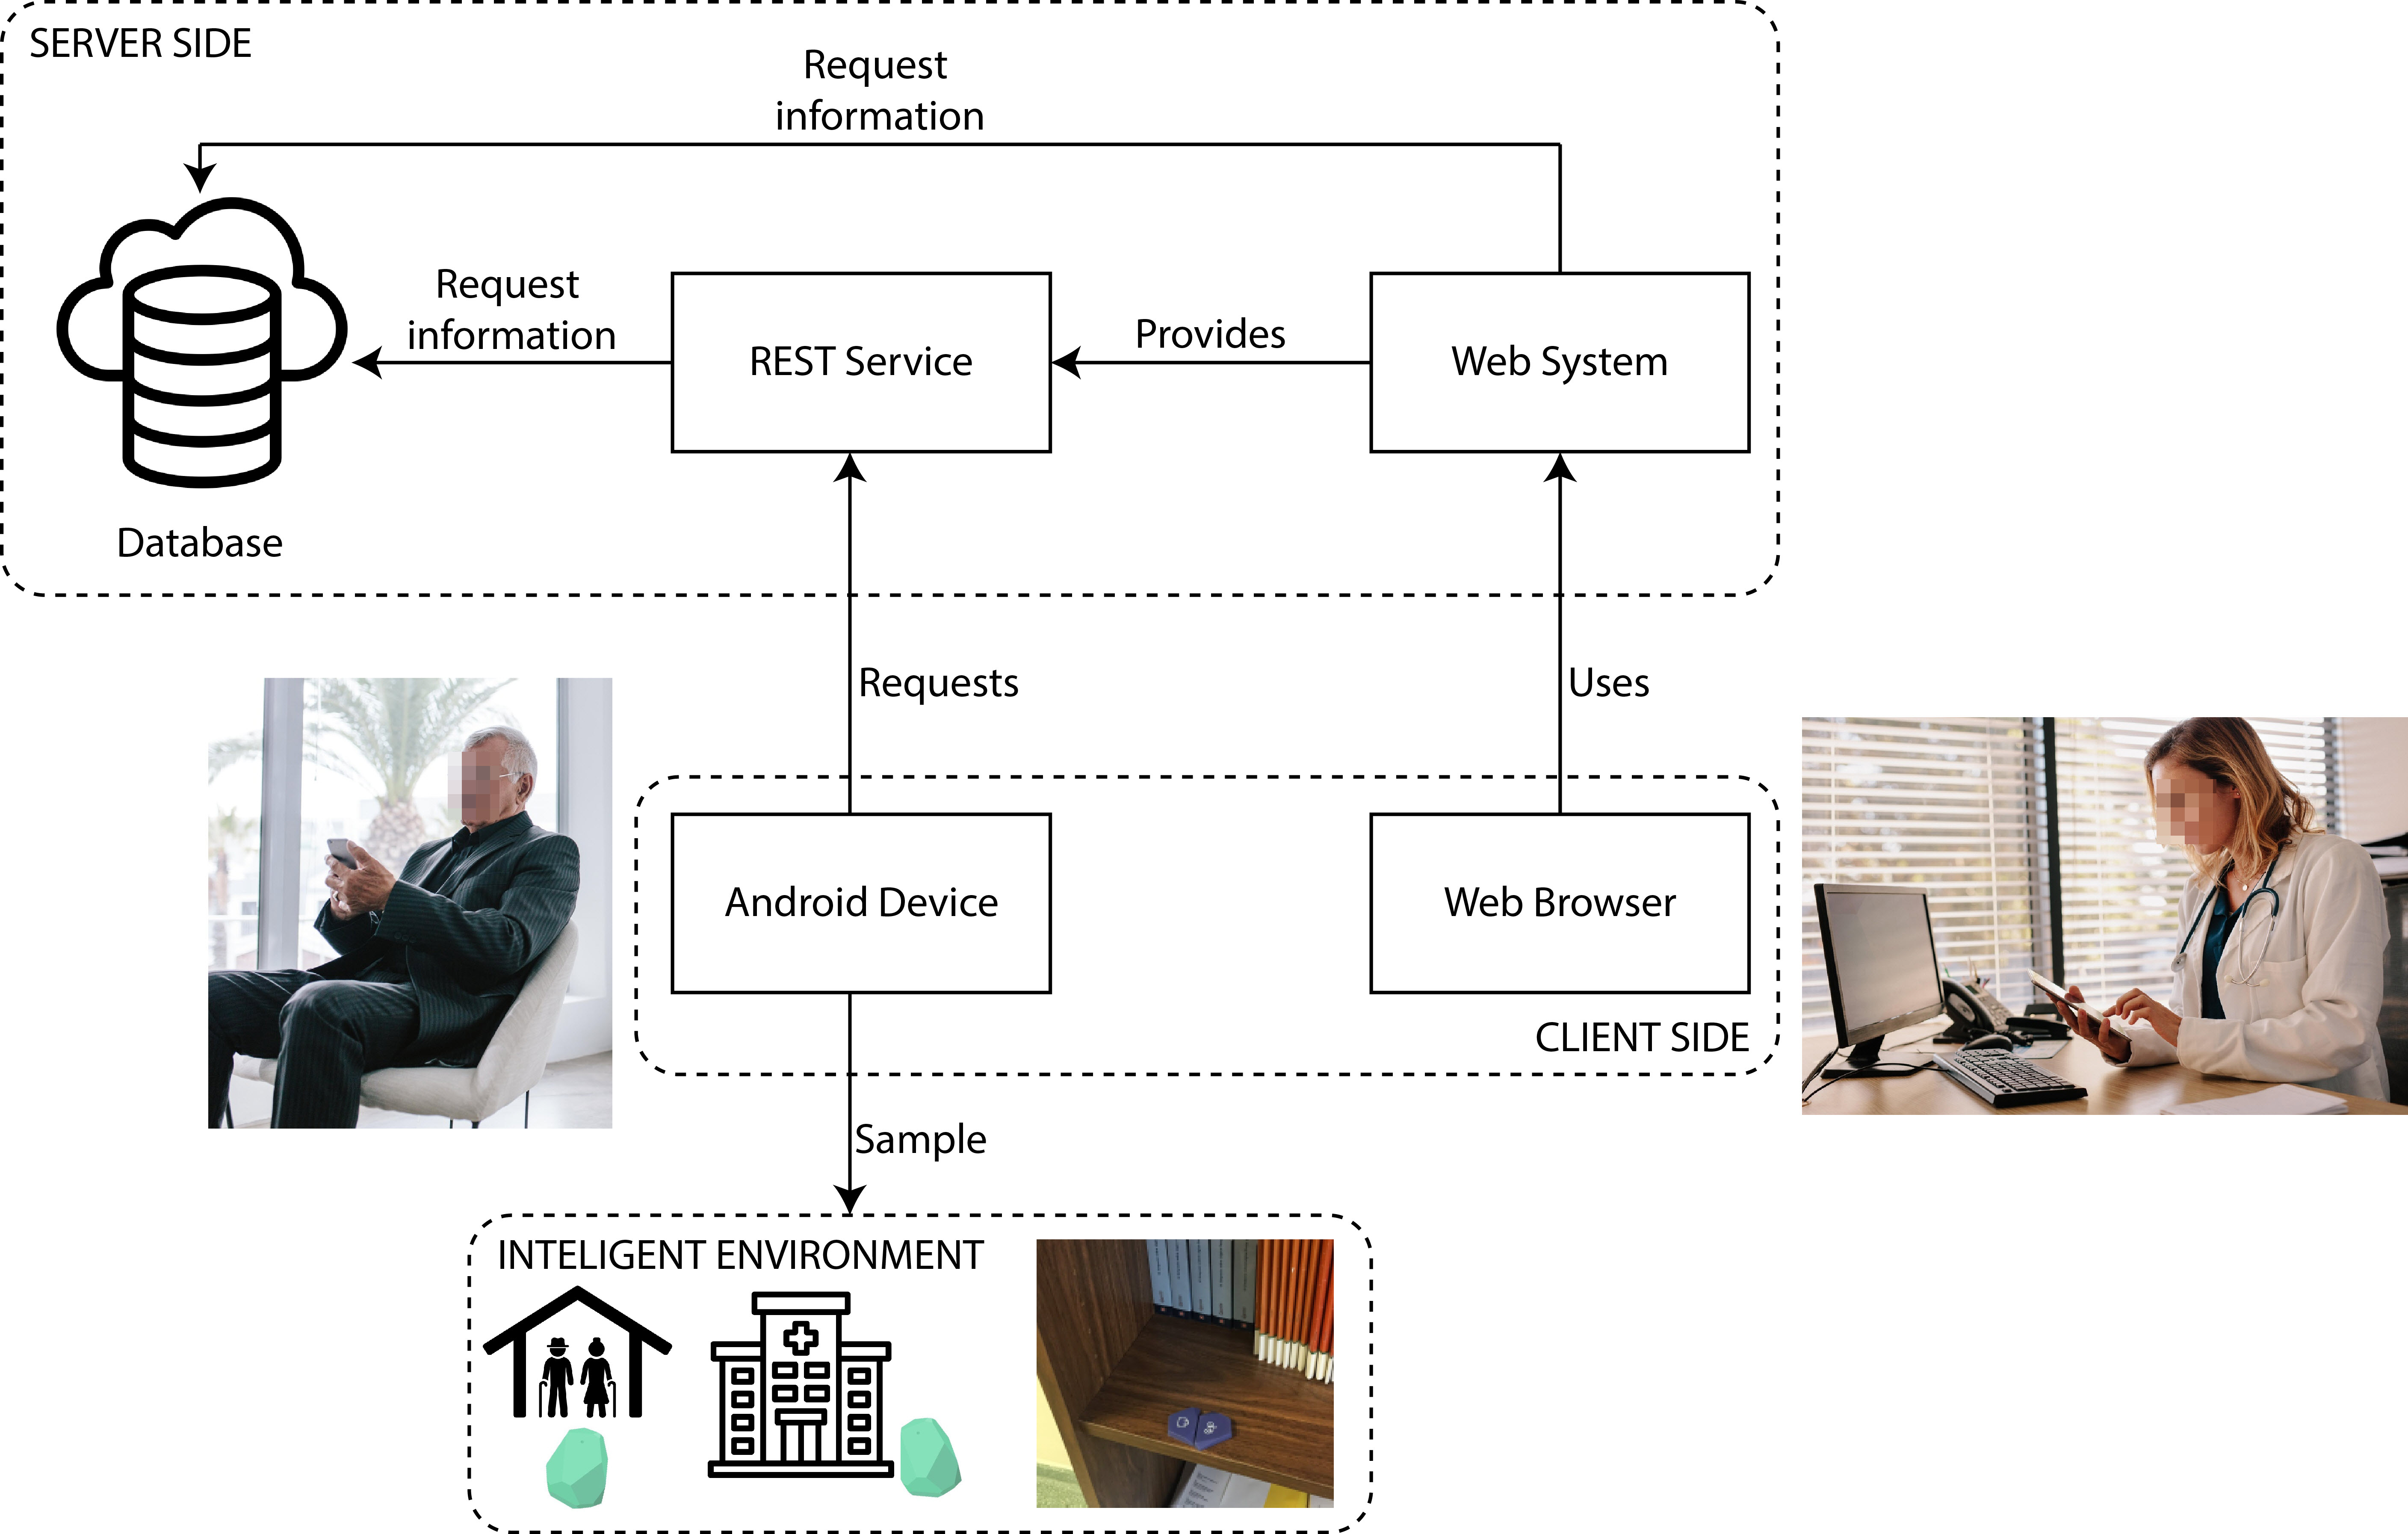 SERVER SIDE
Request
information
Request
information
REST Service
Provides
Web System
Database
Requests
Uses
Android Device
Web Browser
CLIENT SIDE
Sample
INTELIGENT ENVIRONMENT